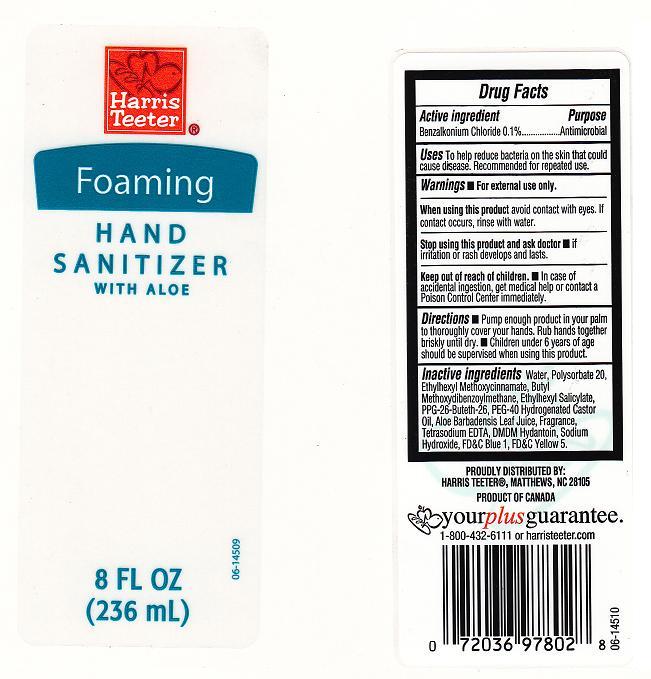 Harris
Teeter®
Foaming
HAND
SANITIZER
WITH ALOE
06-14509
8 FL OZ
(236 mL)
Drug Facts
Active ingredient Purpose
Benzalkonium Chloride 0.1%..................Antimicrobial
Uses To help reduce bacteria on the skin that could
cause disease. Recommended for repeated use.
Warnings ■ For external use only.
When using this product avoid contact with eyes. If
contact occurs, rinse with water.
Stop using this product and ask doctor ■ if
irritation or rash develops and lasts.
Keep out of reach of children. ■ In case of
accidental ingestion, get medical help or contact a
Poison Control Center immediately.
Directions ■ Pump enough product in your palm
to thoroughly cover your hands. Rub hands together
briskly until dry. ■ Children under 6 years of age
should be supervised when using this product.
Inactive ingredients Water, Polysorbate 20,
Ethylhexyl Methoxycinnamate, Butyl
Methoxydibenzoylmethane, Ethylhexyl Salicylate,
PPG-26-Buteth-26, PEG-40 Hydrogenated Castor
Oil, Aloe Barbadensis Leaf Juice, Fragrance,
Tetrasodium EDTA, DMDM Hydantoin, Sodium
Hydroxide, FD&C Blue 1, FD&C Yellow 5.
PROUDLY DISTRIBUTED BY:
HARRIS TEETER®, MATTHEWS, NC 28105
PRODUCT OF CANADA
yourplusguarantee.
1-800-432-6111 or harristeeter.com
0 72036 97802 8
06-14510